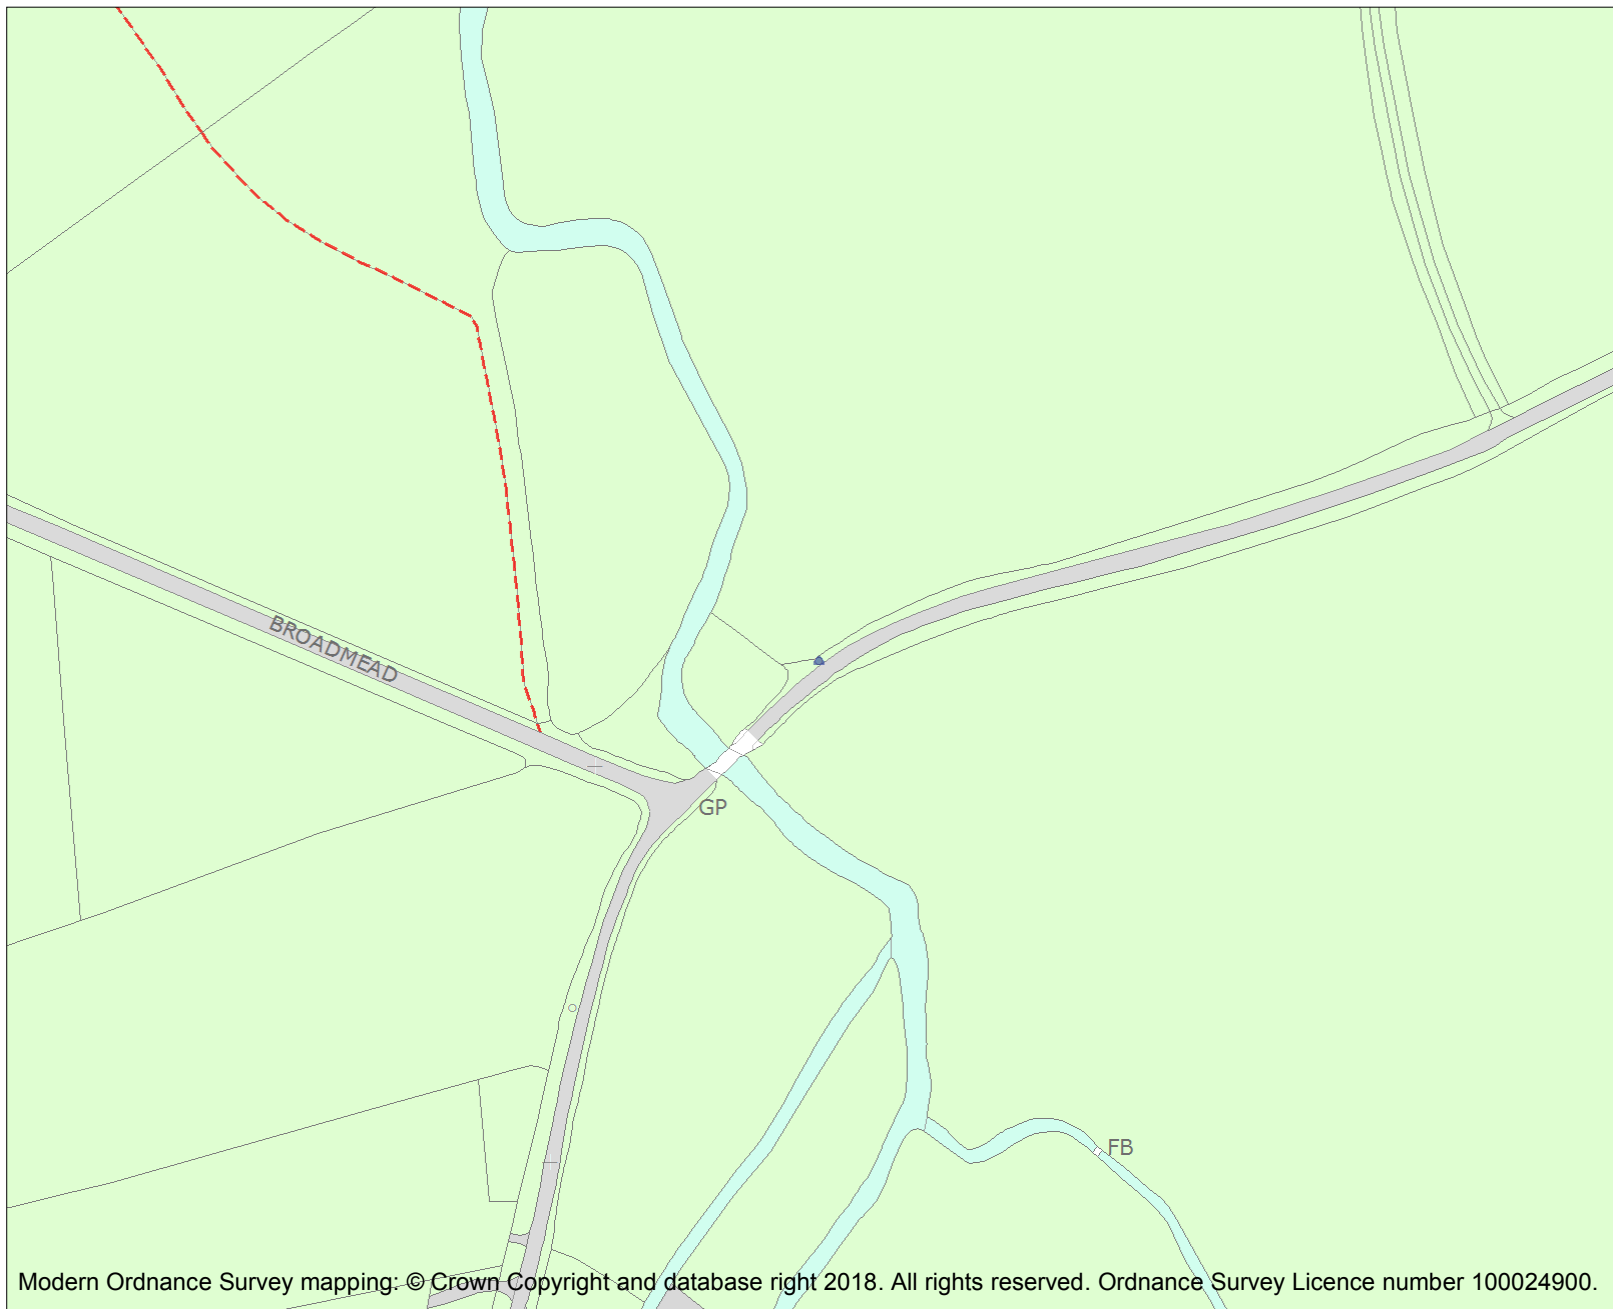 BROADMEAD
GP
FB
Modern Ordnance Survey mapping: © Crown Copyright and database right 2018. All rights reserved. Ordnance Survey Licence number 100024900.